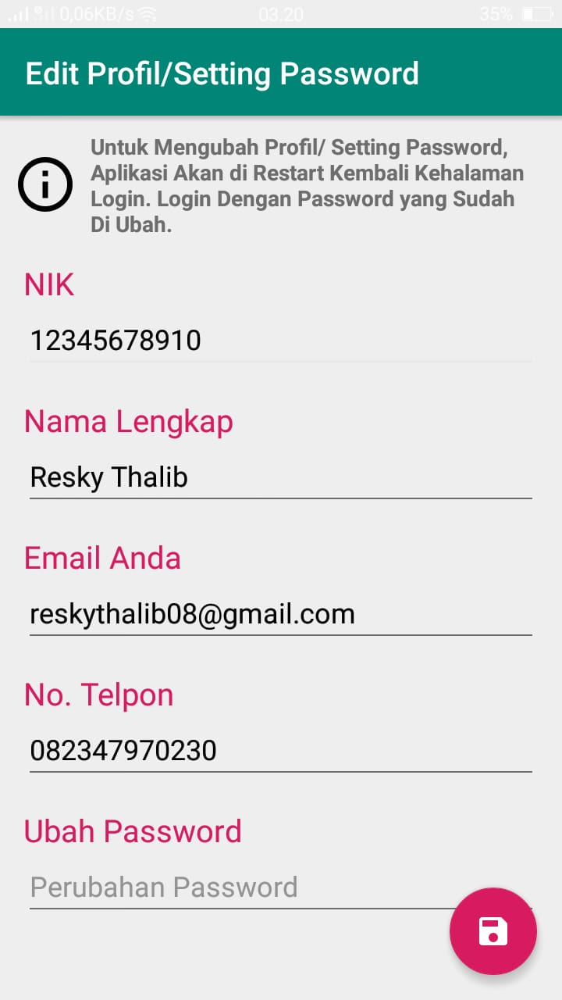 0,06KB/s
03.20
35%
Edit Profil/Setting Password
Untuk Mengubah Profil/ Setting Password,
Aplikasi Akan di Restart Kembali Kehalaman
Login. Login Dengan Password yang Sudah
Di Ubah.
NIK
12345678910
Nama Lengkap
Resky Thalib
Email Anda
reskythalib08@gmail.com
No. Telpon
082347970230
Ubah Password
Perubahan Password